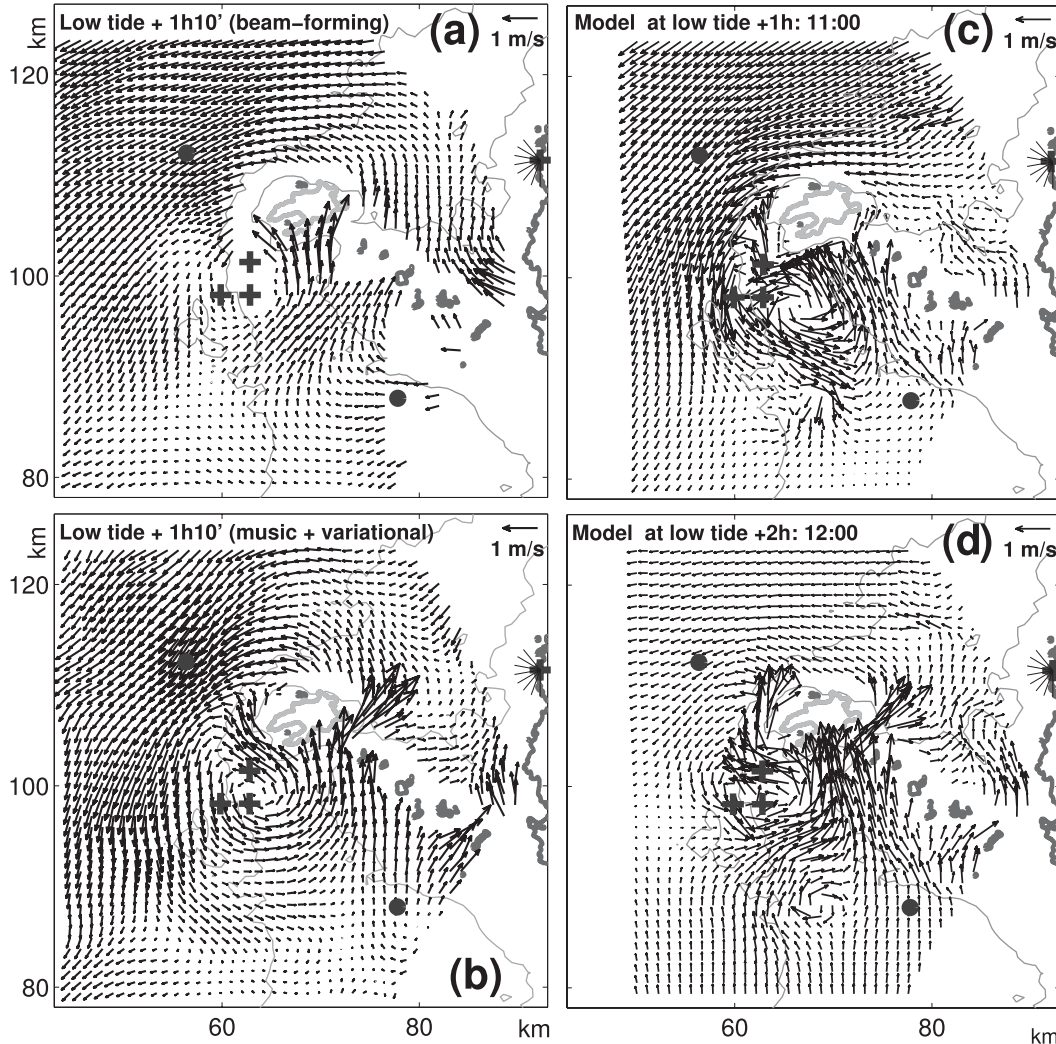 Low tide + 1h10' (beam-forming)
(a)
1 m/s
km
120
100
80
Model at low tide +1h: 11:00
(c)
1 m/s
Low tide + 1h10' (music + variational)
1 m/s
km
120
100
80
(b)
60
80
km
Model at low tide +2h: 12:00
(d)
1 m/s
60
80
km